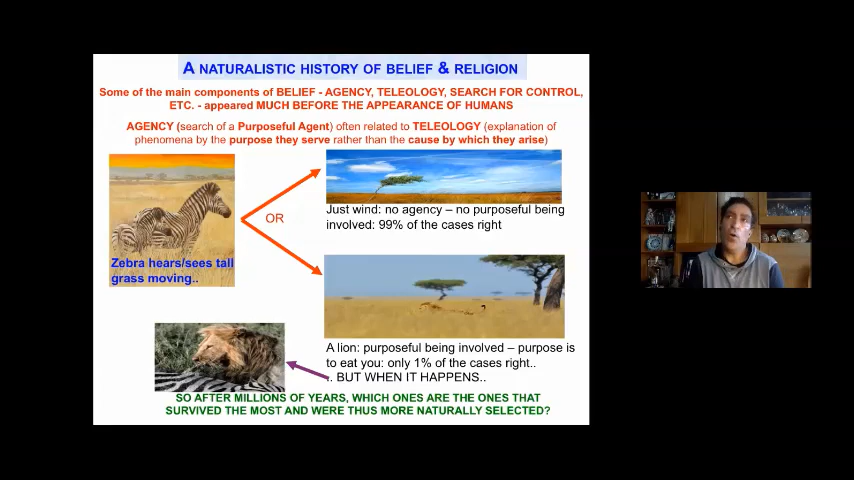 A NATURALISTIC HISTORY OF BELIEF & RELIGION
Some of the main components of BELIEF - AGENCY, TELEOLOGY, SEARCH FOR CONTROL,
ETC. - appeared MUCH BEFORE THE APPEARANCE OF HUMANS
AGENCY (search of a Purposeful Agent) often related to TELEOLOGY (explanation of
phenomena by the purpose they serve rather than the cause by which they arise)
OR
Just wind: no agency – no purposeful being
involved: 99% of the cases right
Zebra hears/sees tall
grass moving..
A lion: purposeful being involved – purpose is
to eat you: only 1% of the cases right..
. BUT WHEN IT HAPPENS..
SO AFTER MILLIONS OF YEARS, WHICH ONES ARE THE ONES THAT
SURVIVED THE MOST AND WERE THUS MORE NATURALLY SELECTED?